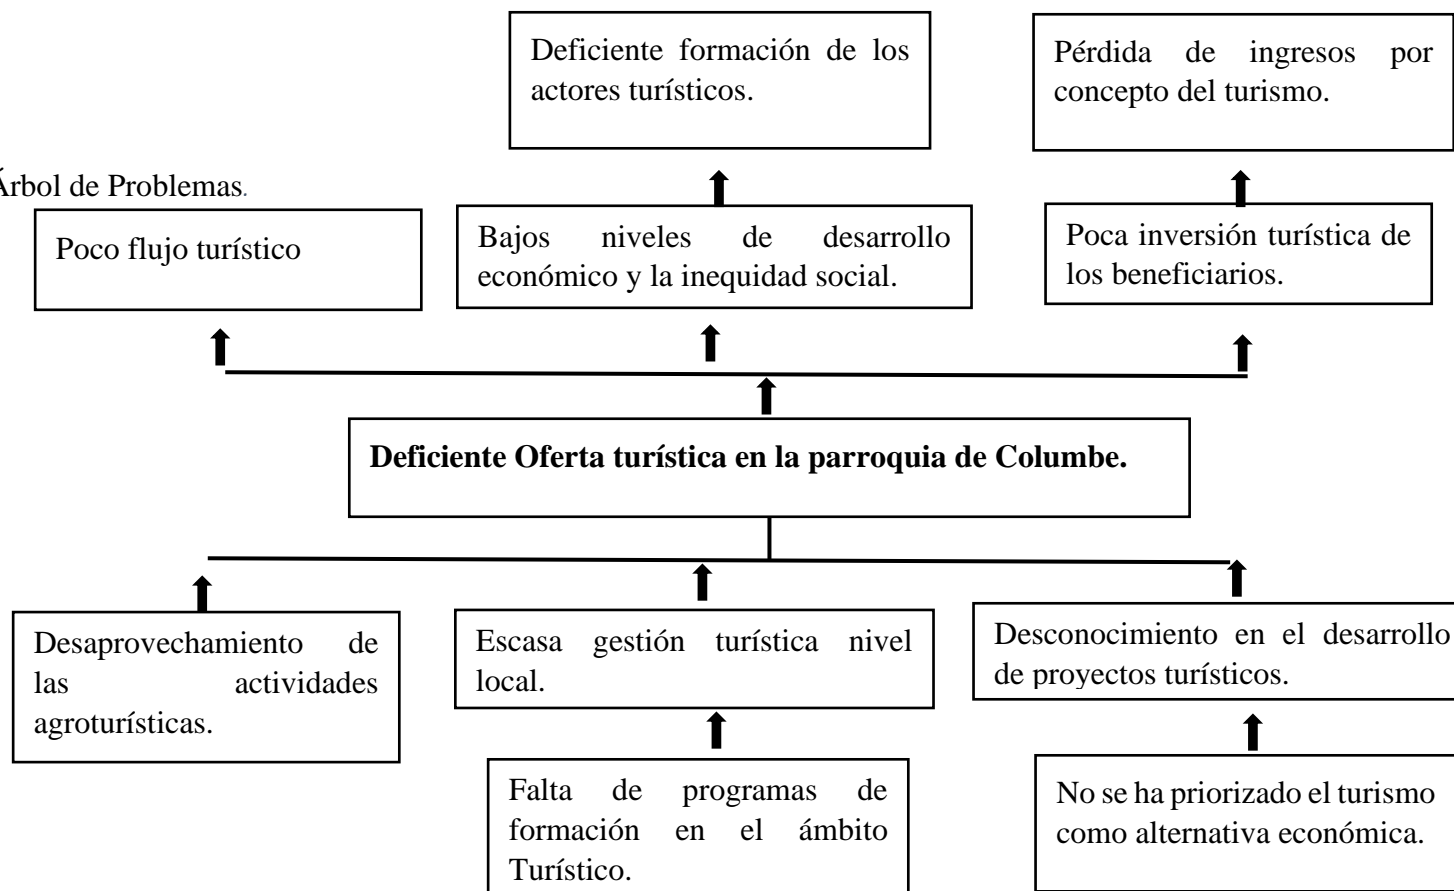 Deficiente formación de los
actores turísticos.
Pérdida de ingresos por
concepto del turismo.
Árbol de Problemas.
Poco flujo turístico
Bajos niveles de desarrollo
económico y la inequidad social.
Poca inversión turística de
los beneficiarios.
Deficiente Oferta turística en la parroquia de Columbe.
Desaprovechamiento de
las actividades
agroturísticas.
Escasa gestión turística nivel
local.
Desconocimiento en el desarrollo
de proyectos turísticos.
Falta de programas de
formación en el ámbito
Turístico.
No se ha priorizado el turismo
como alternativa económica.